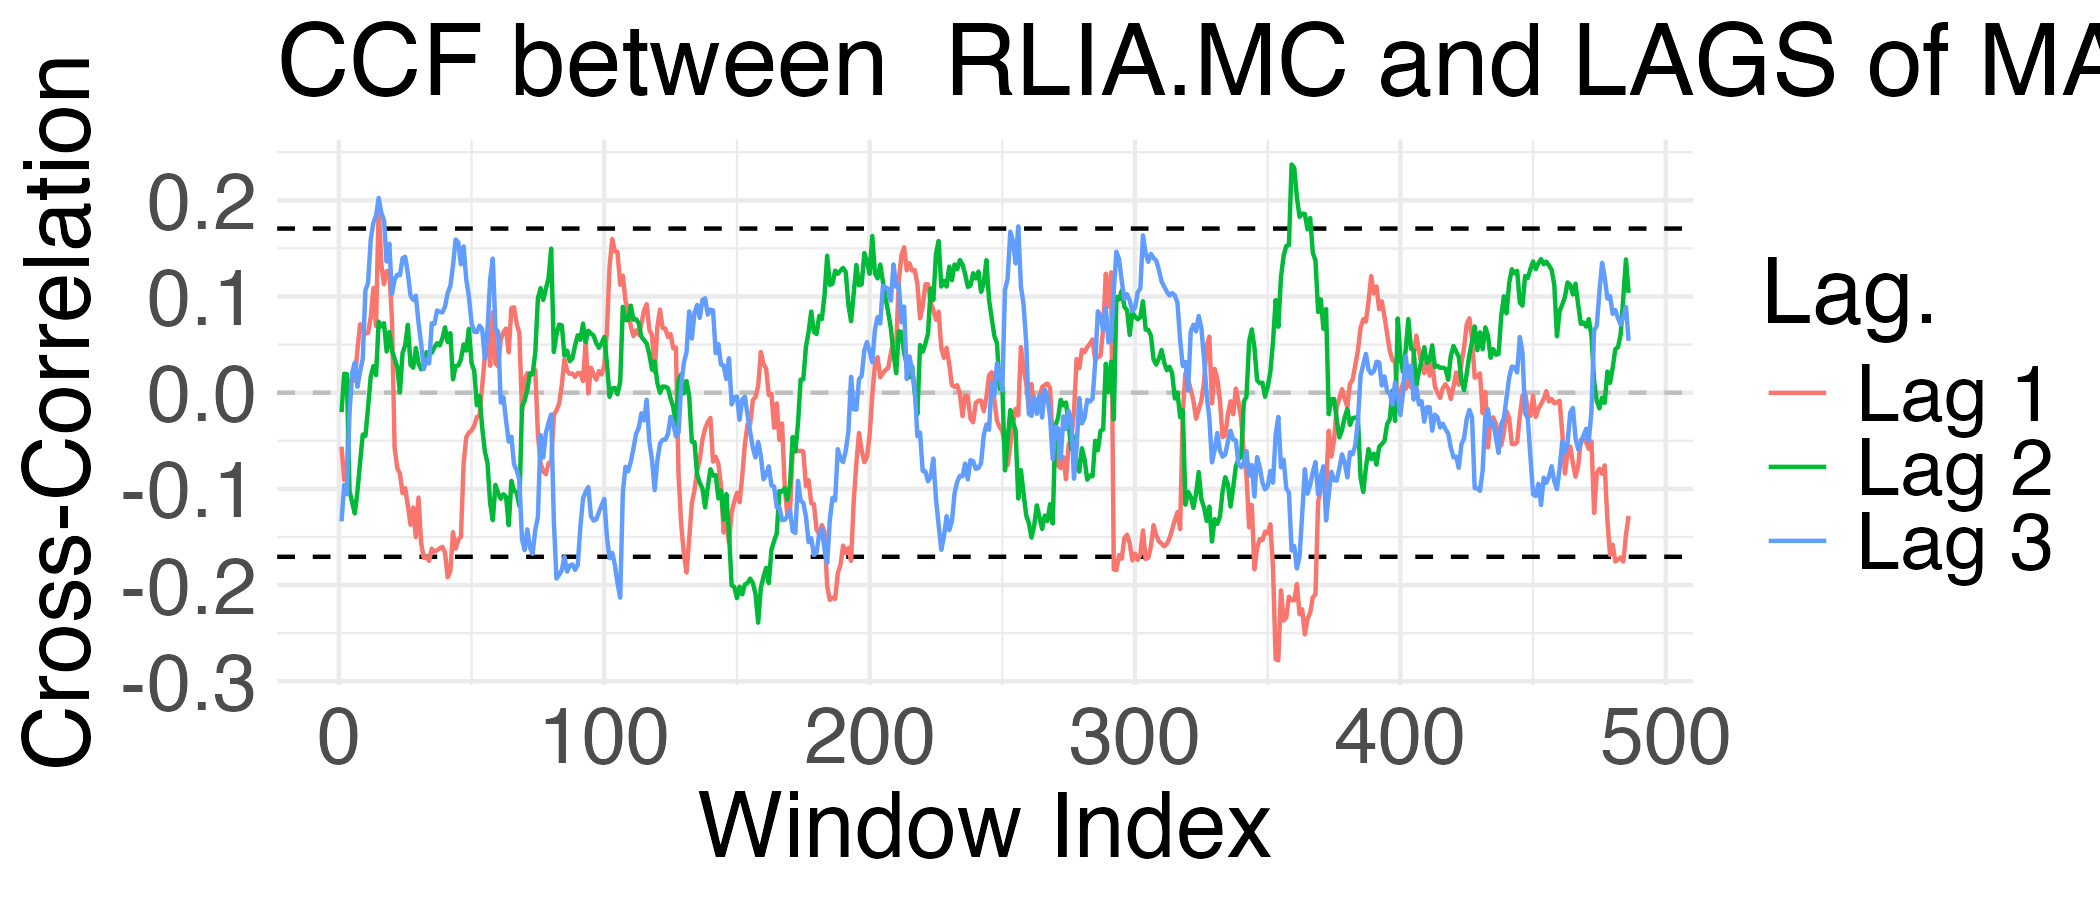 CCF between RLIA.MC and LAGS of MA
Cross-Correlation
0.2
0.1
0.0
-0.1
-0.2
-0.3
0 100 200 300 400 500
Window Index
Lag.
Lag 1
Lag 2
Lag 3